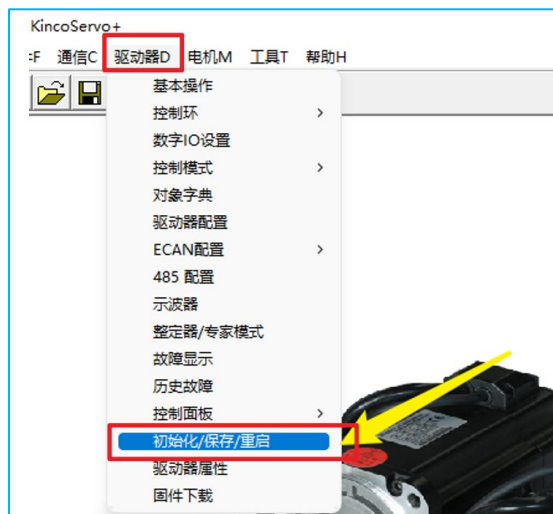 KincoServo+
F 通信C 驱动器D 电机M 工具T 帮助H
基本操作
控制环
数字IO设置
控制模式
对象字典
驱动器配置
ECAN配置
485 配置
示波器
整定器/专家模式
故障显示
历史故障
控制面板
初始化/保存/重启
驱动器属性
固件下载